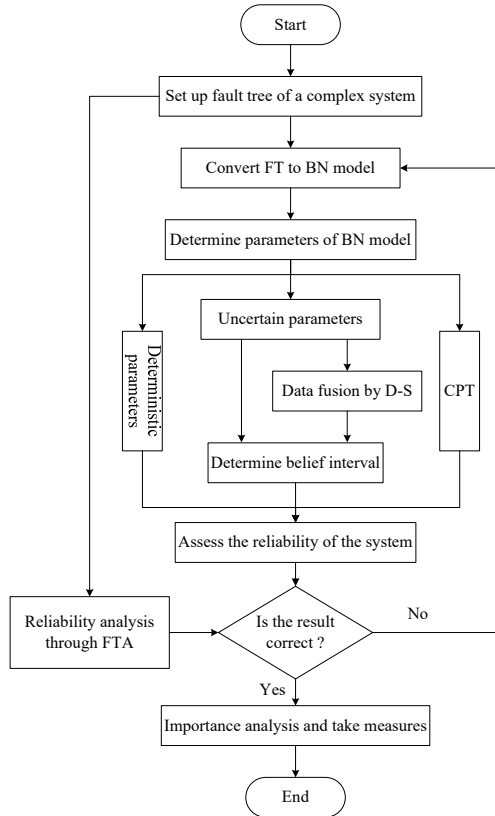 Start
Set up fault tree of a complex system
Convert FT to BN model
Determine parameters of BN model
Uncertain parameters
Deterministic
parameters
Data fusion by D-S
CPT
Determine belief interval
Assess the reliability of the system
Reliability analysis
through FTA
Is the result
correct ?
No
Yes
Importance analysis and take measures
End